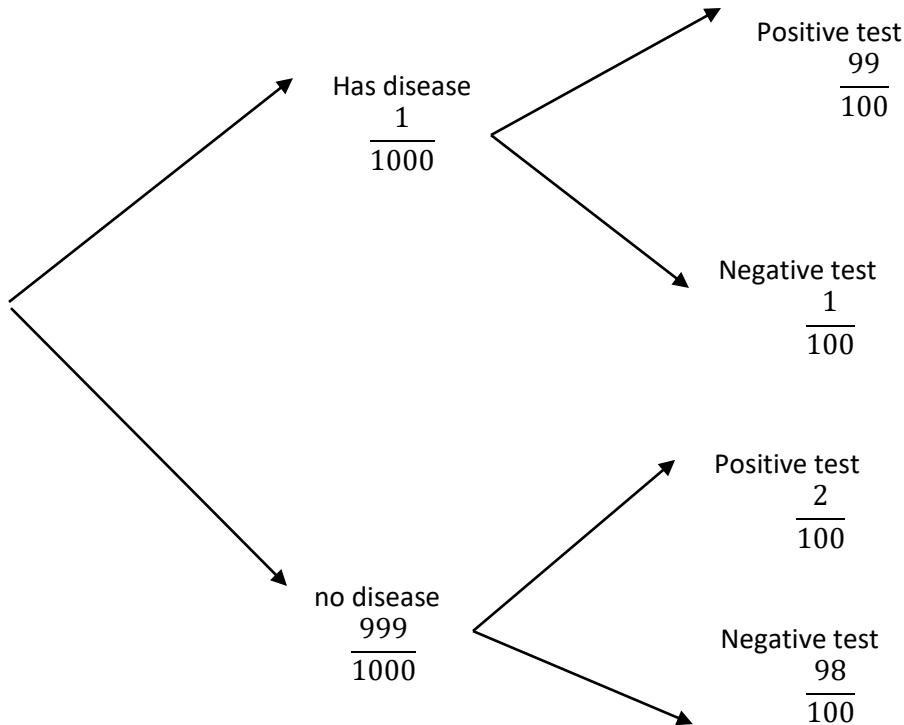 Positive test
99
100
Has disease
1
1000
Negative test
1
100
Positive test
2
100
no disease
999
1000
Negative test
98
100